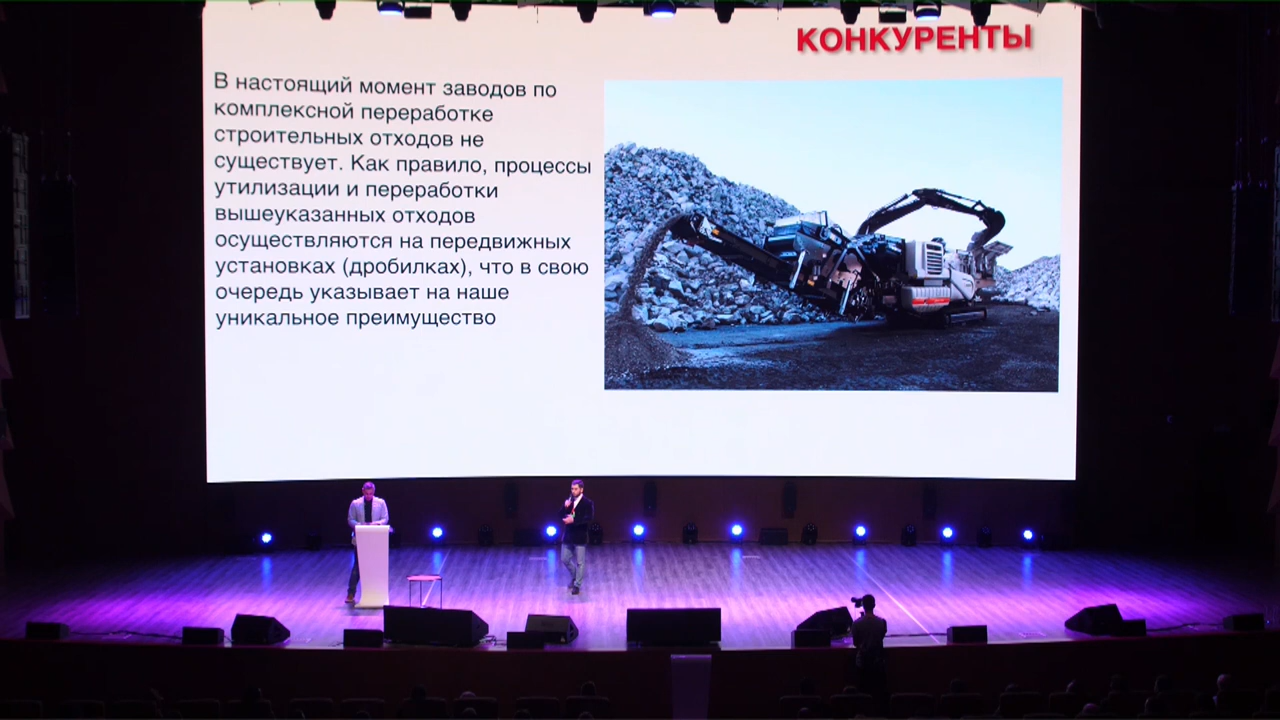 КОНКУРЕНТЫ
В настоящий момент заводов по
комплексной переработке
строительных отходов не
существует. Как правило, процессы
утилизации и переработки
вышеуказанных отходов
осуществляются на передвижных
установках (дробилках), что в свою
очередь указывает на наше
уникальное преимущество